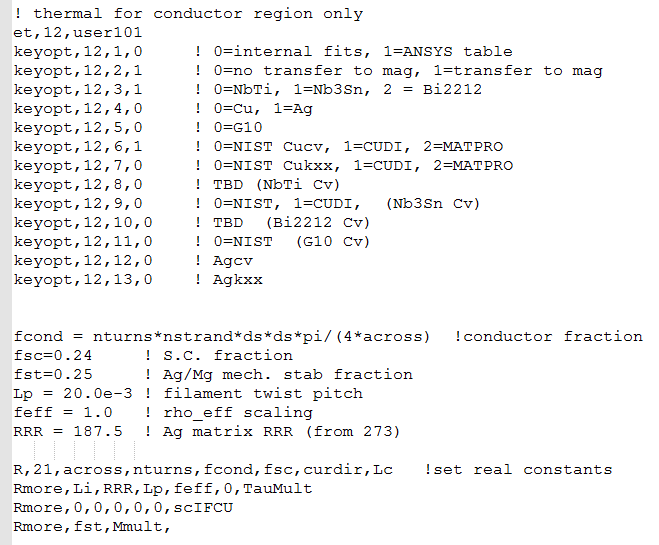 ! thermal for conductor region only
et,12,user101
keyopt,12,1,0 ! 0=internal fits, 1=ANSYS table
keyopt,12,2,1 ! 0=no transfer to mag, 1=transfer to mag
keyopt,12,3,1 ! 0=NbTi, 1=Nb3Sn, 2 = Bi2212
keyopt,12,4,0 ! 0=Cu, 1=Ag
keyopt,12,5,0 ! 0=G10
keyopt,12,6,1 ! 0=NIST Cucv, 1=CUDI, 2=MATPRO
keyopt,12,7,0 ! 0=NIST Cukxx, 1=CUDI, 2=MATPRO
keyopt,12,8,0 ! TBD (NbTi Cv)
keyopt,12,9,0 ! 0=NIST, 1=CUDI, (Nb3Sn Cv)
keyopt,12,10,0 ! TBD (Bi2212 Cv)
keyopt,12,11,0 ! 0=NIST (G10 Cv)
keyopt,12,12,0 ! Agcv
keyopt,12,13,0 ! Agkxx
fcond = nturns*nstrand*ds*ds*pi/(4*across) !conductor fraction
fsc=0.24 ! S.C. fraction
fst=0.25 ! Ag/Mg mech. stab fraction
Lp = 20.0e-3 ! filament twist pitch
feff = 1.0 ! rho_eff scaling
RRR = 187.5 ! Ag matrix RRR (from 273)
R,21,across,nturns,fcond,fsc,curdir,Lc !set real constants
Rmore,Li,RRR,Lp,feff,0,TauMult
Rmore,0,0,0,0,0,scIFCU
Rmore,fst,Mmult,